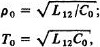 ρ₀ = √(L₁₂/C₀);
T₀ = √(L₁₂C₀),